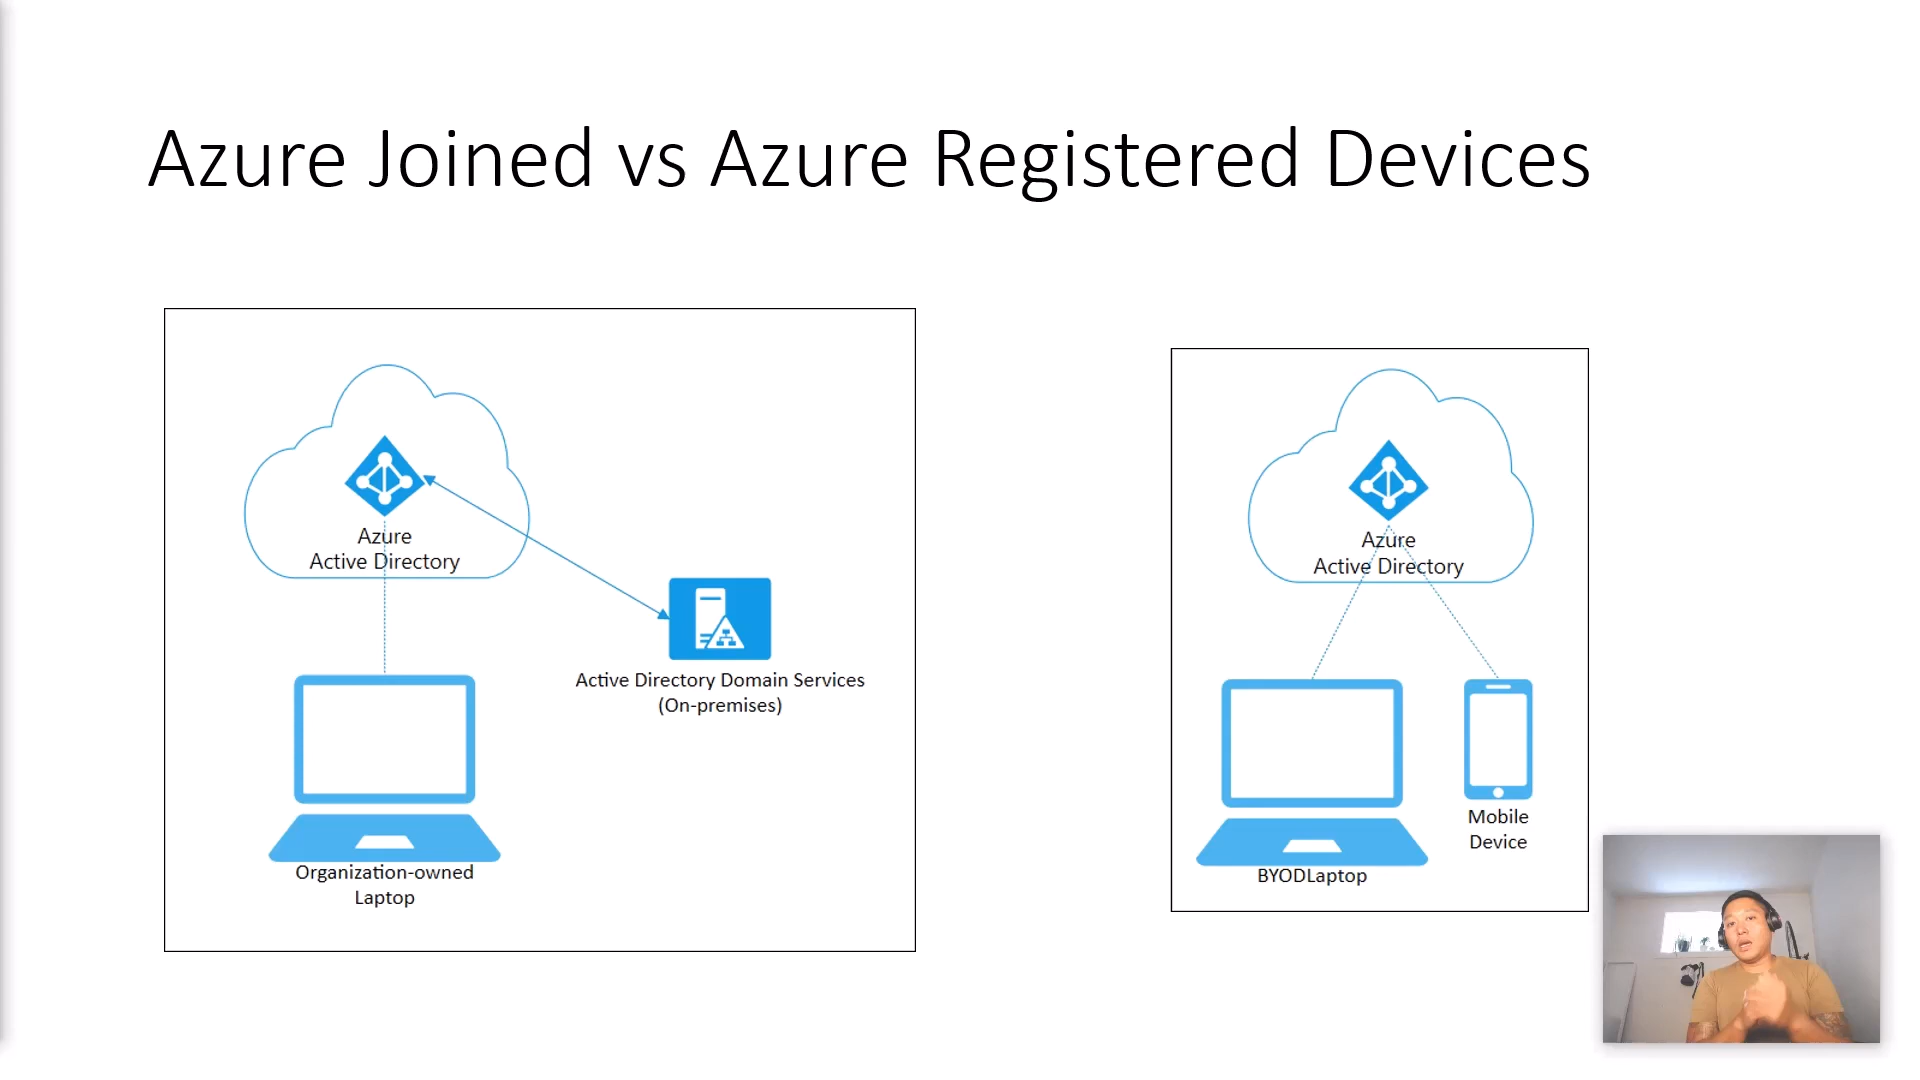 Azure Joined vs Azure Registered Devices
Azure
Active Directory
Active Directory Domain Services
(On-premises)
Organization-owned
Laptop
Azure
Active Directory
BYODLaptop
Mobile
Device